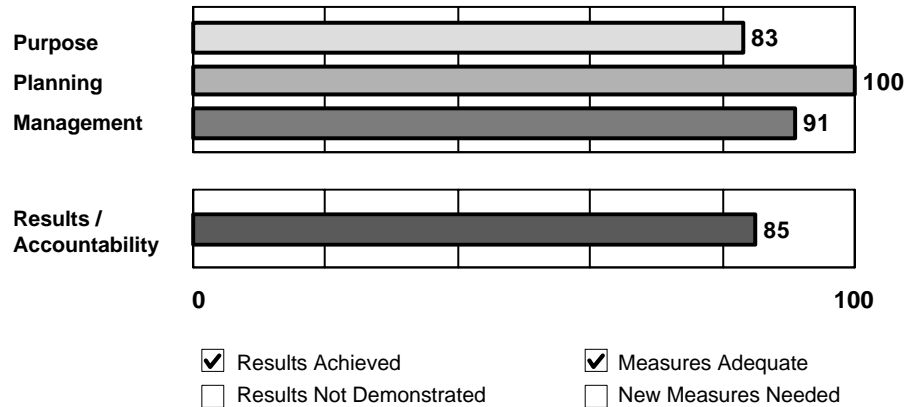 Purpose 83
Planning 100
Management 91
Results /
Accountability 85
0 100
Results Achieved Measures Adequate
Results Not Demonstrated New Measures Needed